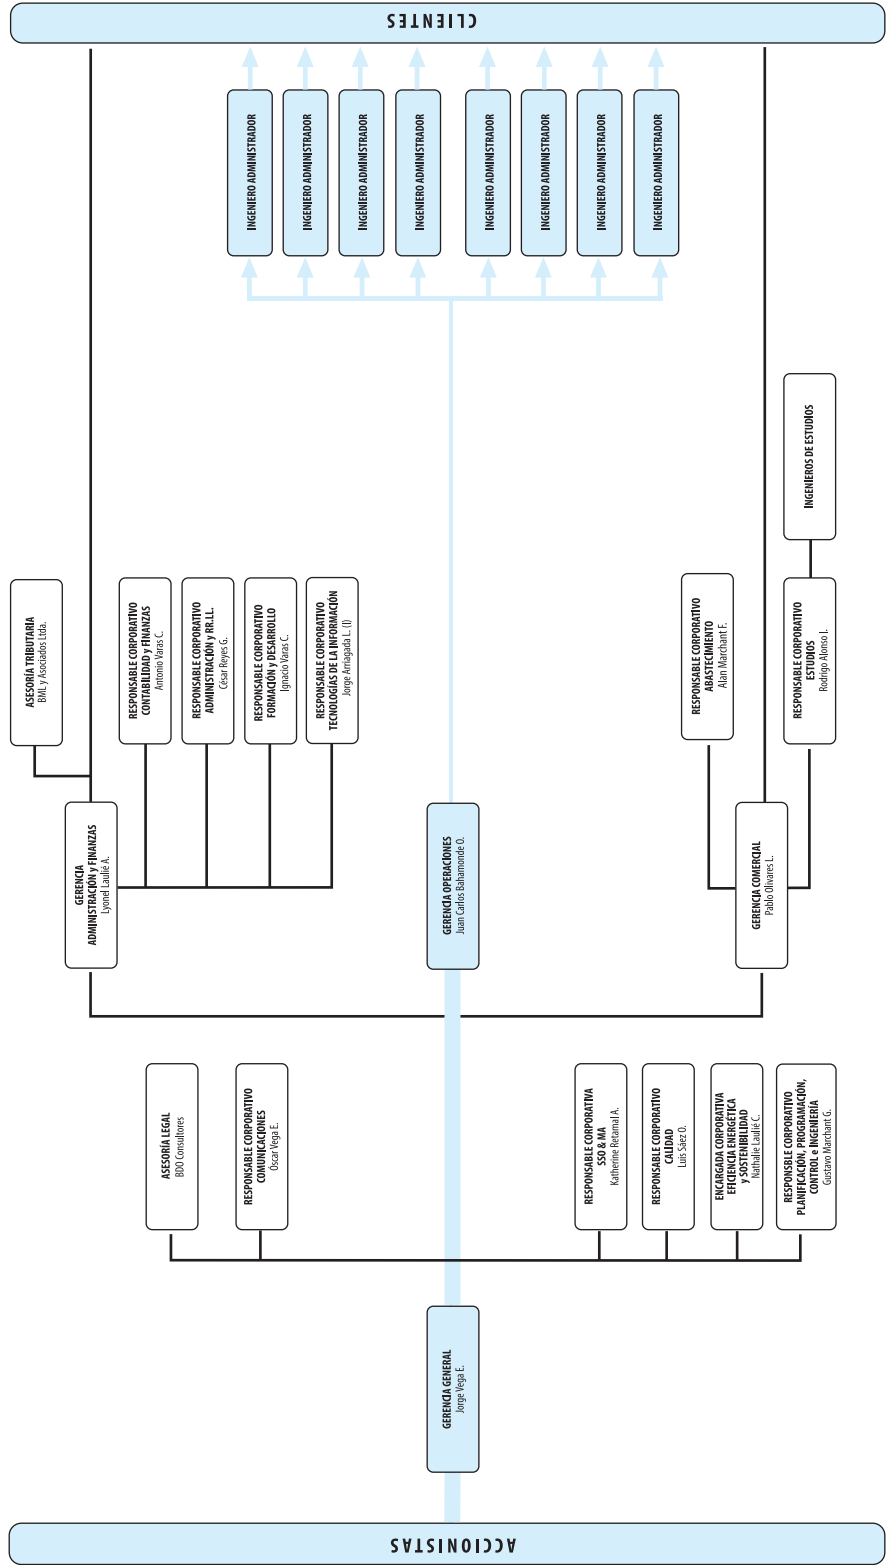 ACCIONISTAS
GERENCIA GENERAL
Jorge Vega E.
ASESORÍA LEGAL
BDO Consultores
RESPONSABLE CORPORATIVO
COMUNICACIONES
Óscar Vega E.
RESPONSABLE CORPORATIVA
SSO & MA
Katherine Retamal A.
RESPONSABLE CORPORATIVO
CALIDAD
Luis Sáez O.
ENCARGADA CORPORATIVA
EFICIENCIA ENERGÉTICA
y SOSTENIBILIDAD
Nathalie Laulié C.
RESPONSBLE CORPORATIVO
PLANIFICACIÓN, PROGRAMACIÓN,
CONTROL e INGENIERÍA
Gustavo Marchant G.
GERENCIA
ADMINISTRACIÓN y FINANZAS
Lyonel Laulié A.
GERENCIA OPERACIONES
Juan Carlos Bahamonde O.
GERENCIA COMERCIAL
Pablo Olivares L.
ASESORÍA TRIBUTARIA
BML y Asociados Ltda.
RESPONSABLE CORPORATIVO
CONTABILIDAD y FINANZAS
Antonio Varas C.
RESPONSABLE CORPORATIVO
ADMINISTRACIÓN y RR.LL.
César Reyes G.
RESPONSABLE CORPORATIVO
FORMACIÓN y DESARROLLO
Ignacio Varas C.
RESPONSABLE CORPORATIVO
TECNOLOGÍAS DE LA INFORMACIÓN
Jorge Arriagada L. (I)
RESPONSABLE CORPORATIVO
ABASTECIMIENTO
Alan Marchant F.
RESPONSABLE CORPORATIVO
ESTUDIOS
Rodrigo Alonso J.
INGENIEROS DE ESTUDIOS
INGENIERO ADMINISTRADOR
INGENIERO ADMINISTRADOR
INGENIERO ADMINISTRADOR
INGENIERO ADMINISTRADOR
INGENIERO ADMINISTRADOR
INGENIERO ADMINISTRADOR
INGENIERO ADMINISTRADOR
INGENIERO ADMINISTRADOR
CLIENTES